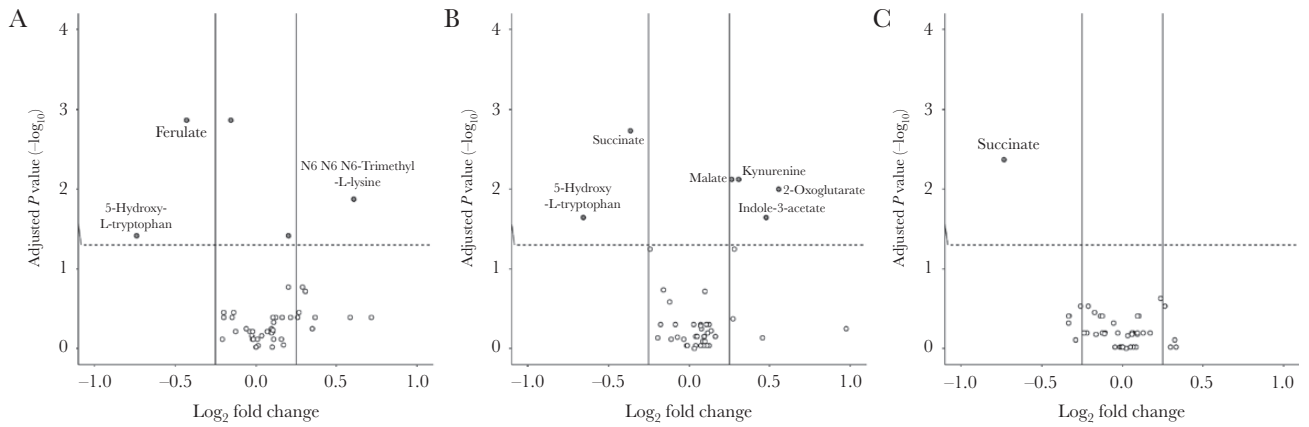 A
4
3
2
1
0
Adjusted P value (–log10)
Ferulate
N6 N6 N6-Trimethyl
-L-lysine
5-Hydroxy-
L-tryptophan
–1.0
–0.5
0.0
0.5
1.0
Log2 fold change
B
4
3
2
1
0
Adjusted P value (–log10)
Succinate
Malate
Kynurenine
5-Hydroxy
-L-tryptophan
2-Oxoglutarate
Indole-3-acetate
–1.0
–0.5
0.0
0.5
1.0
Log2 fold change
C
4
3
2
1
0
Adjusted P value (–log10)
Succinate
–1.0
–0.5
0.0
0.5
1.0
Log2 fold change